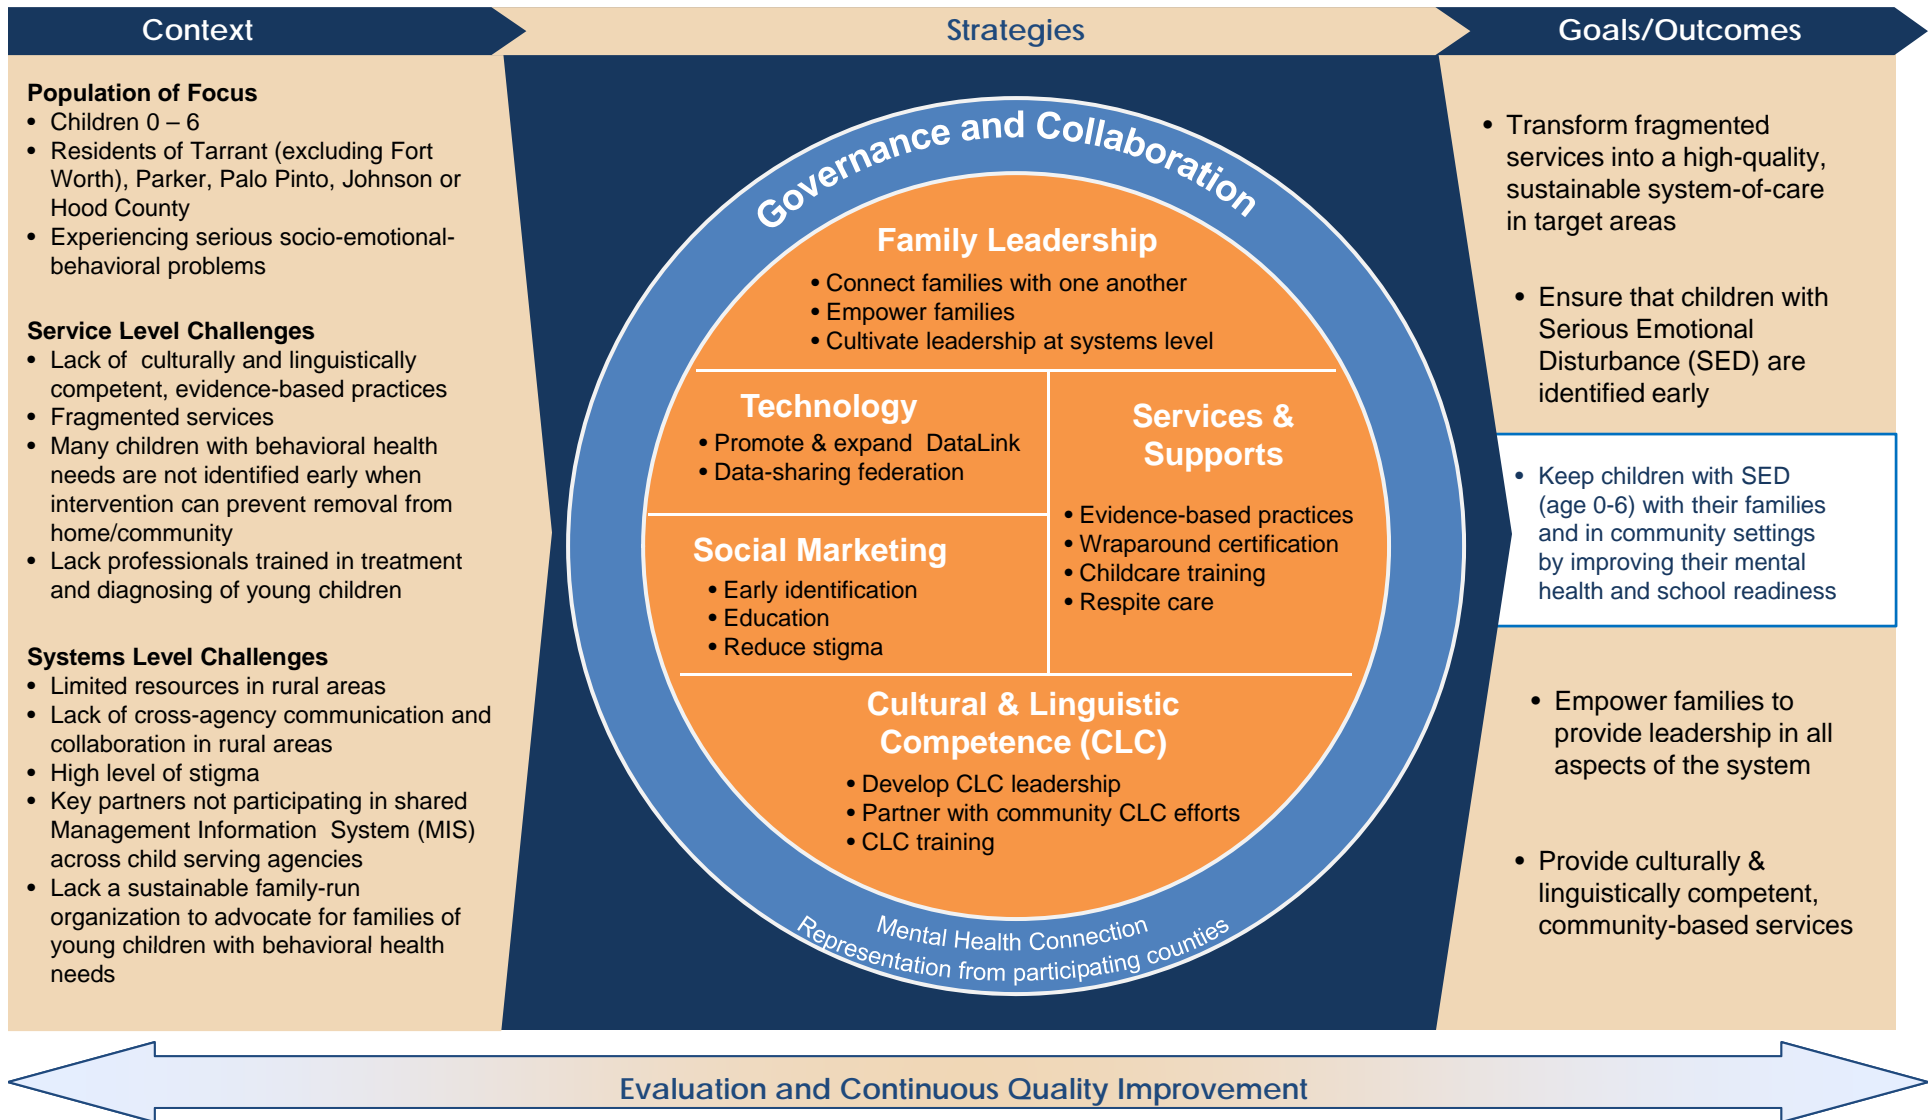 Context
Strategies
Goals/Outcomes
Population of Focus
• Children 0 – 6
• Residents of Tarrant (excluding Fort
Worth), Parker, Palo Pinto, Johnson or
Hood County
• Experiencing serious socio-emotional-
behavioral problems
Service Level Challenges
• Lack of culturally and linguistically
competent, evidence-based practices
• Fragmented services
• Many children with behavioral health
needs are not identified early when
intervention can prevent removal from
home/community
• Lack professionals trained in treatment
and diagnosing of young children
Systems Level Challenges
• Limited resources in rural areas
• Lack of cross-agency communication and
collaboration in rural areas
• High level of stigma
• Key partners not participating in shared
Management Information System (MIS)
across child serving agencies
• Lack a sustainable family-run
organization to advocate for families of
young children with behavioral health
needs
Governance and Collaboration
Family Leadership
• Connect families with one another
• Empower families
• Cultivate leadership at systems level
Technology
• Promote & expand DataLink
• Data-sharing federation
Social Marketing
• Early identification
• Education
• Reduce stigma
Services &
Supports
• Evidence-based practices
• Wraparound certification
• Childcare training
• Respite care
Cultural & Linguistic
Competence (CLC)
• Develop CLC leadership
• Partner with community CLC efforts
• CLC training
Mental Health Connection
Representation from participating counties
• Transform fragmented
services into a high-quality,
sustainable system-of-care
in target areas
• Ensure that children with
Serious Emotional
Disturbance (SED) are
identified early
• Keep children with SED
(age 0-6) with their families
and in community settings
by improving their mental
health and school readiness
• Empower families to
provide leadership in all
aspects of the system
• Provide culturally &
linguistically competent,
community-based services
Evaluation and Continuous Quality Improvement